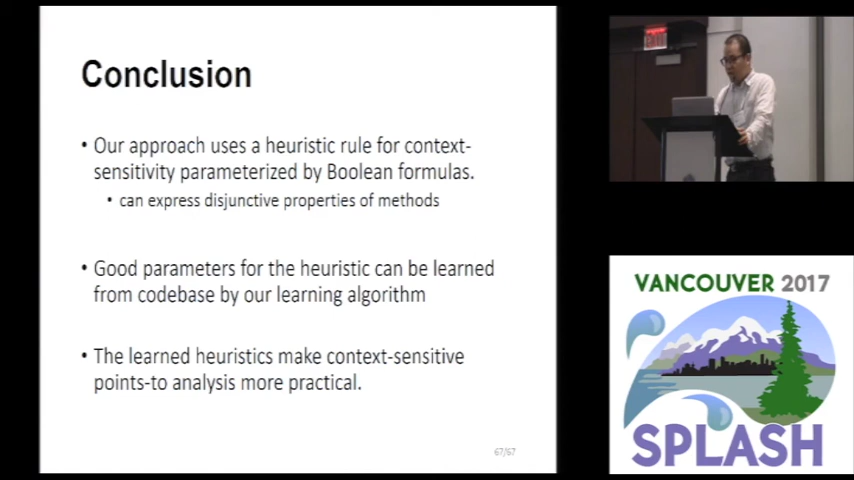 Conclusion
• Our approach uses a heuristic rule for context-
sensitivity parameterized by Boolean formulas.
• can express disjunctive properties of methods
• Good parameters for the heuristic can be learned
from codebase by our learning algorithm
• The learned heuristics make context-sensitive
points-to analysis more practical.
67/67
EXIT
VANCOUVER 2017
SPLASH